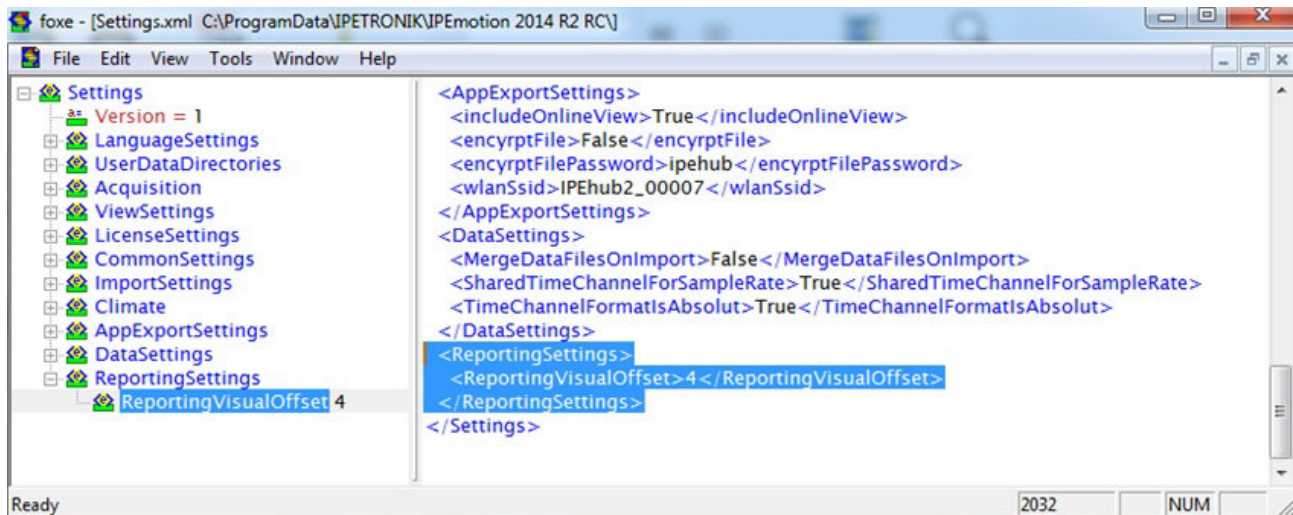 foxe - [Settings.xml C:\ProgramData\IPETRONIK\IPEmotion 2014 R2 RC\]
File Edit View Tools Window Help
Settings
Version = 1
LanguageSettings
UserDataDirectories
Acquisition
ViewSettings
LicenseSettings
CommonSettings
ImportSettings
Climate
AppExportSettings
DataSettings
ReportingSettings
ReportingVisualOffset 4
<AppExportSettings>
<includeOnlineView>True</includeOnlineView>
<encyrptFile>False</encyrptFile>
<encyrptFilePassword>ipehub</encyrptFilePassword>
<wlanSsid>IPEhub2_00007</wlanSsid>
</AppExportSettings>
<DataSettings>
<MergeDataFilesOnImport>False</MergeDataFilesOnImport>
<SharedTimeChannelForSampleRate>True</SharedTimeChannelForSampleRate>
<TimeChannelFormatIsAbsolut>True</TimeChannelFormatIsAbsolut>
</DataSettings>
<ReportingSettings>
<ReportingVisualOffset>4</ReportingVisualOffset>
</ReportingSettings>
</Settings>
Ready 2032 NUM